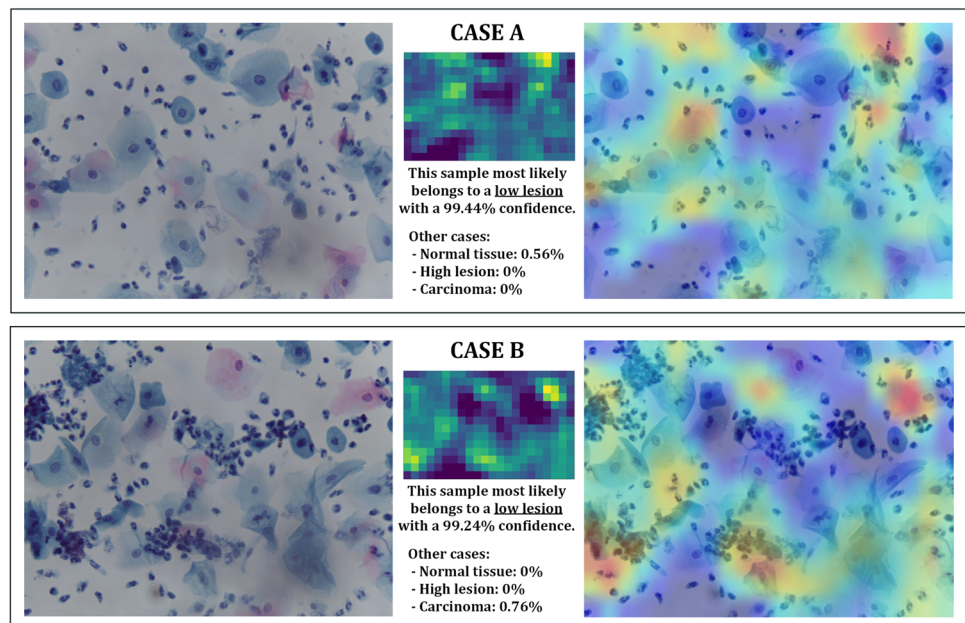 CASE A
This sample most likely
belongs to a low lesion
with a 99.44% confidence.
Other cases:
- Normal tissue: 0.56%
- High lesion: 0%
- Carcinoma: 0%
CASE B
This sample most likely
belongs to a low lesion
with a 99.24% confidence.
Other cases:
- Normal tissue: 0%
- High lesion: 0%
- Carcinoma: 0.76%